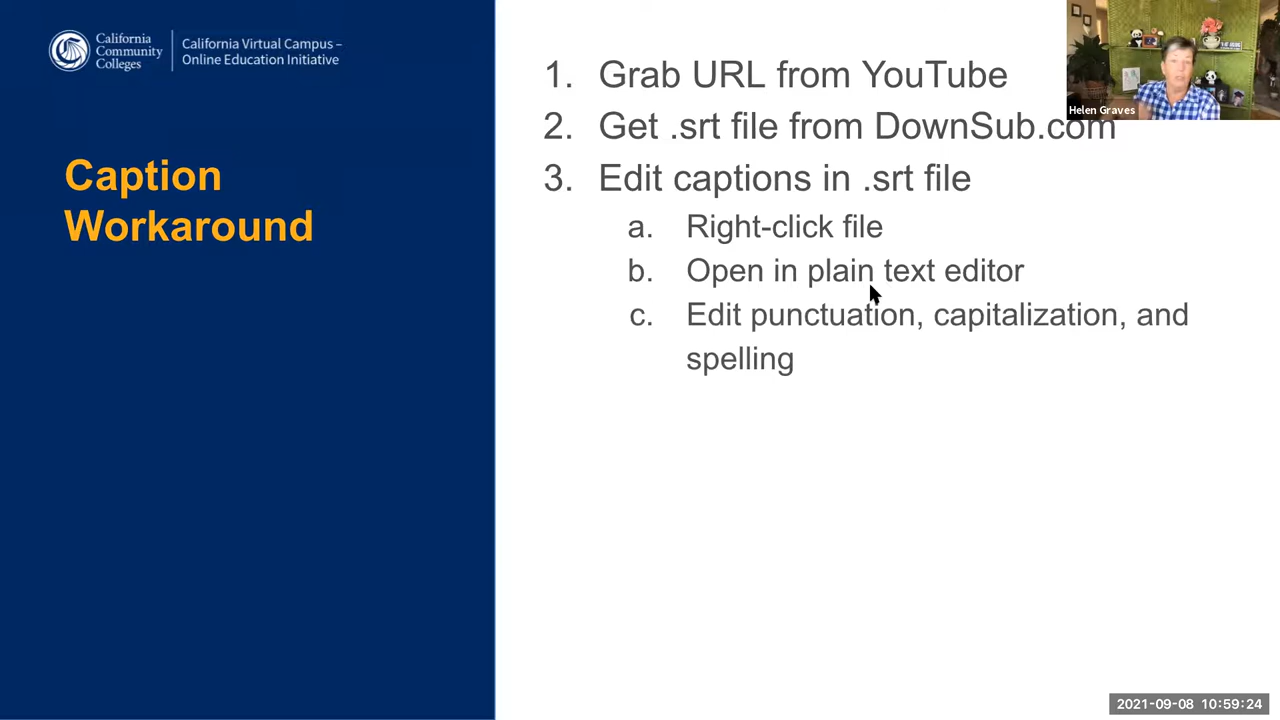 California
Community
Colleges
California Virtual Campus –
Online Education Initiative
Caption
Workaround
1. Grab URL from YouTube
2. Get .srt file from DownSub.com
3. Edit captions in .srt file
a. Right-click file
b. Open in plain text editor
c. Edit punctuation, capitalization, and
spelling
Helen Graves
2021-09-08 10:59:24